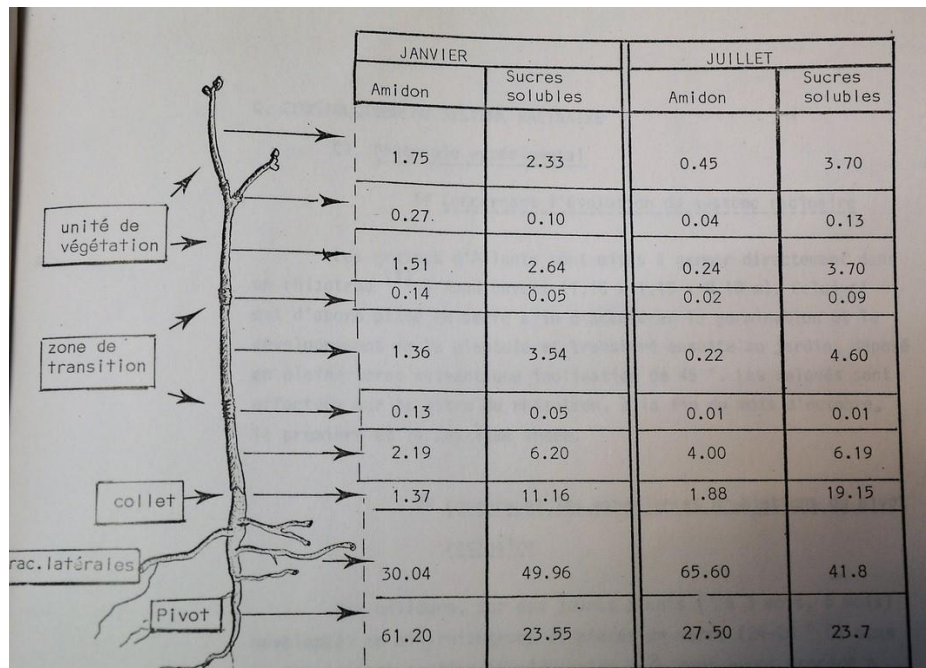 JANVIER JUILLET
Amidon Sucres solubles Amidon Sucres solubles
1.75 2.33 0.45 3.70
0.27 0.10 0.04 0.13
unité de
végétation
1.51 2.64 0.24 3.70
0.14 0.05 0.02 0.09
zone de
transition
1.36 3.54 0.22 4.60
0.13 0.05 0.01 0.01
2.19 6.20 4.00 6.19
collet
1.37 11.16 1.88 19.15
rac.latérales
30.04 49.96 65.60 41.8
Pivot
61.20 23.55 27.50 23.7